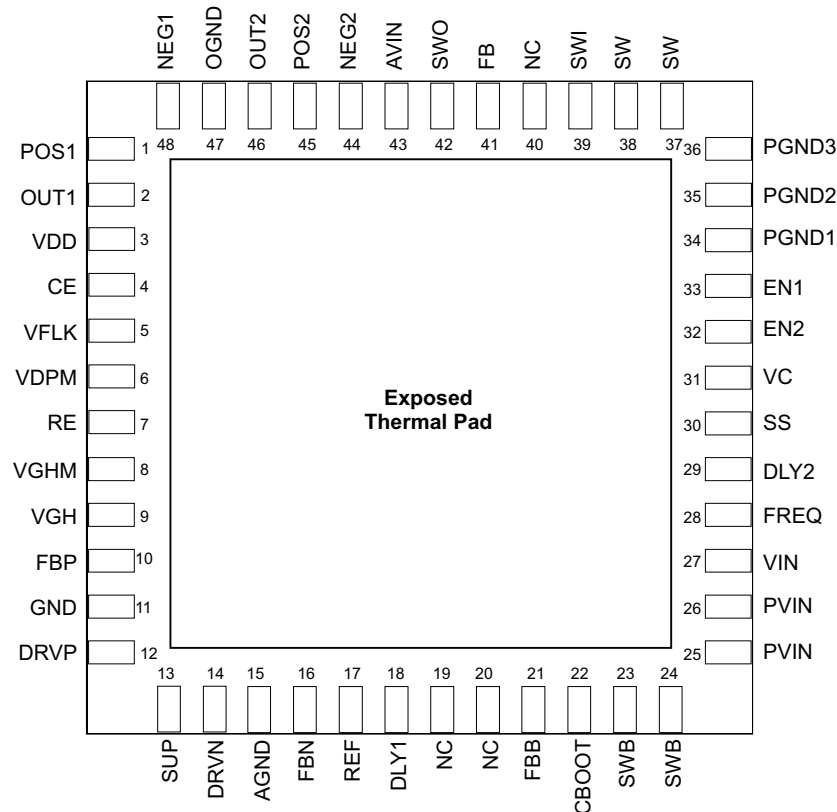 NEG1 OGND OUT2 POS2 NEG2 AVIN SWO FB NC SWI SW SW
48 47 46 45 44 43 42 41 40 39 38 37
POS1 1 36 PGND3
OUT1 2 35 PGND2
VDD 3 34 PGND1
CE 4 33 EN1
VFLK 5 32 EN2
VDPM 6 31 VC
RE 7 30 SS
VGHM 8 29 DLY2
VGH 9 28 FREQ
FBP 10 27 VIN
GND 11 26 PVIN
DRVP 12 25 PVIN
Exposed
Thermal Pad
13 14 15 16 17 18 19 20 21 22 23 24
SUP DRVN AGND FBN REF DLY1 NC NC FBB CBOOT SWB SWB